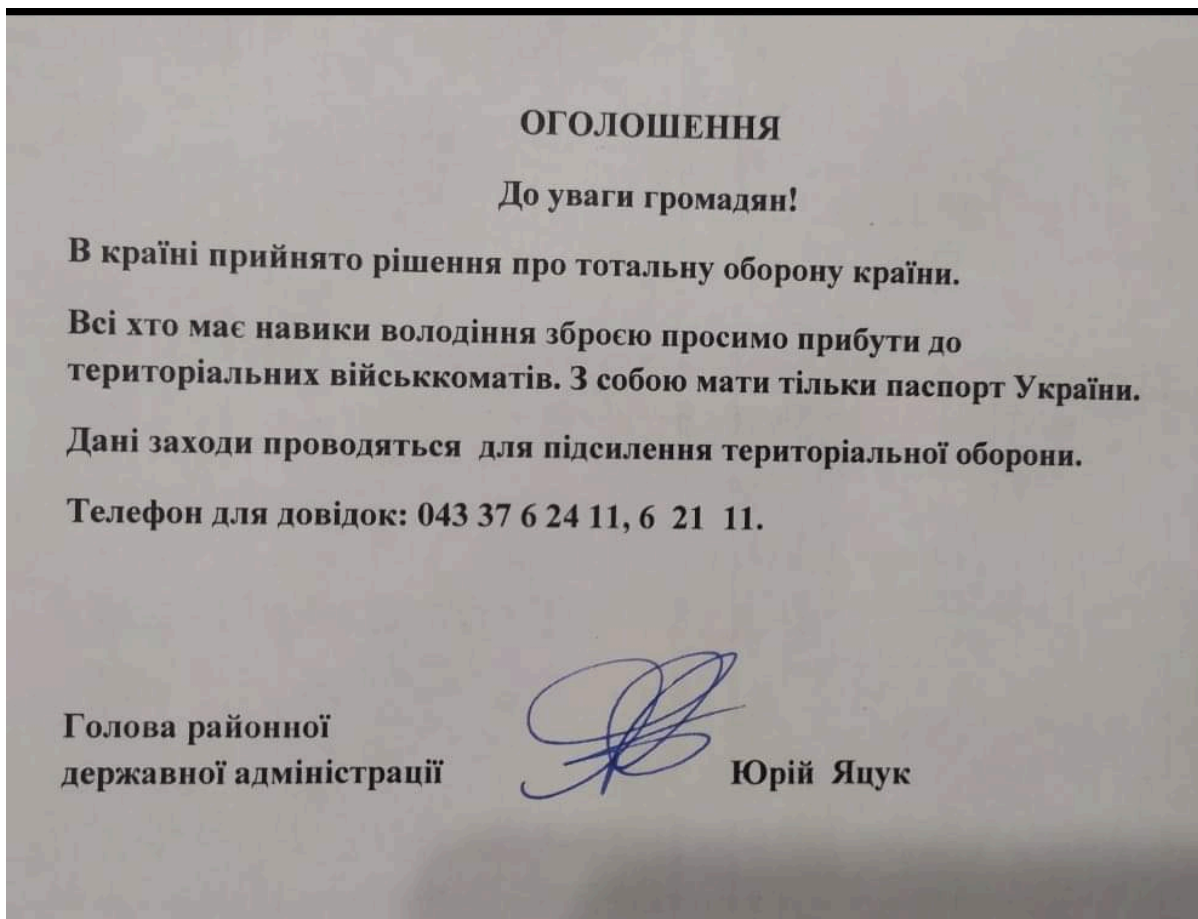 ОГОЛОШЕННЯ
До уваги громадян!
В країні прийнято рішення про тотальну оборону країни.
Всі хто має навики володіння зброєю просимо прибути до
територіальних військкоматів. З собою мати тільки паспорт України.
Дані заходи проводяться для підсилення територіальної оборони.
Телефон для довідок: 043 37 6 24 11, 6 21 11.
Голова районної
державної адміністрації Юрій Яцук